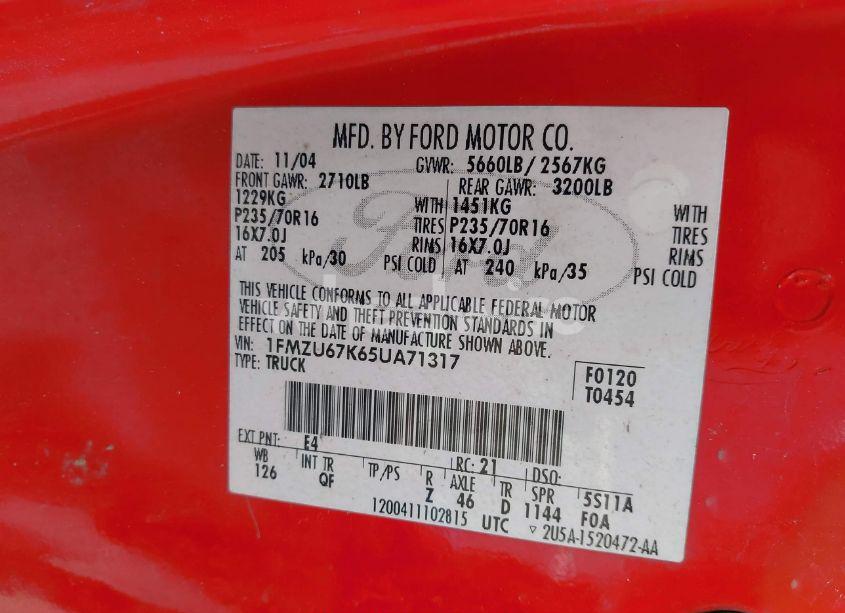 MFD. BY FORD MOTOR CO.
DATE: 11/04 GVWR: 5660LB / 2567KG
FRONT GAWR: 2710LB REAR GAWR: 3200LB
1229KG WITH 1451KG WITH
P235/70R16 TIRES P235/70R16 TIRES
16X7.0J RIMS 16X7.0J RIMS
AT 205 kPa/30 PSI COLD AT 240 kPa/35 PSI COLD
THIS VEHICLE CONFORMS TO ALL APPLICABLE FEDERAL MOTOR
VEHICLE SAFETY AND THEFT PREVENTION STANDARDS IN
EFFECT ON THE DATE OF MANUFACTURE SHOWN ABOVE.
VIN: 1FMZU67K65UA71317
TYPE: TRUCK
F0120
T0454
EXT PNT: E4 RC: 21 DSO:
WB INT TR TP/PS R AXLE TR SPR 5S11A
126 QF Z 46 D 1144 FOA
1200411102815 UTC ▽ 2U5A-1520472-AA
Ford